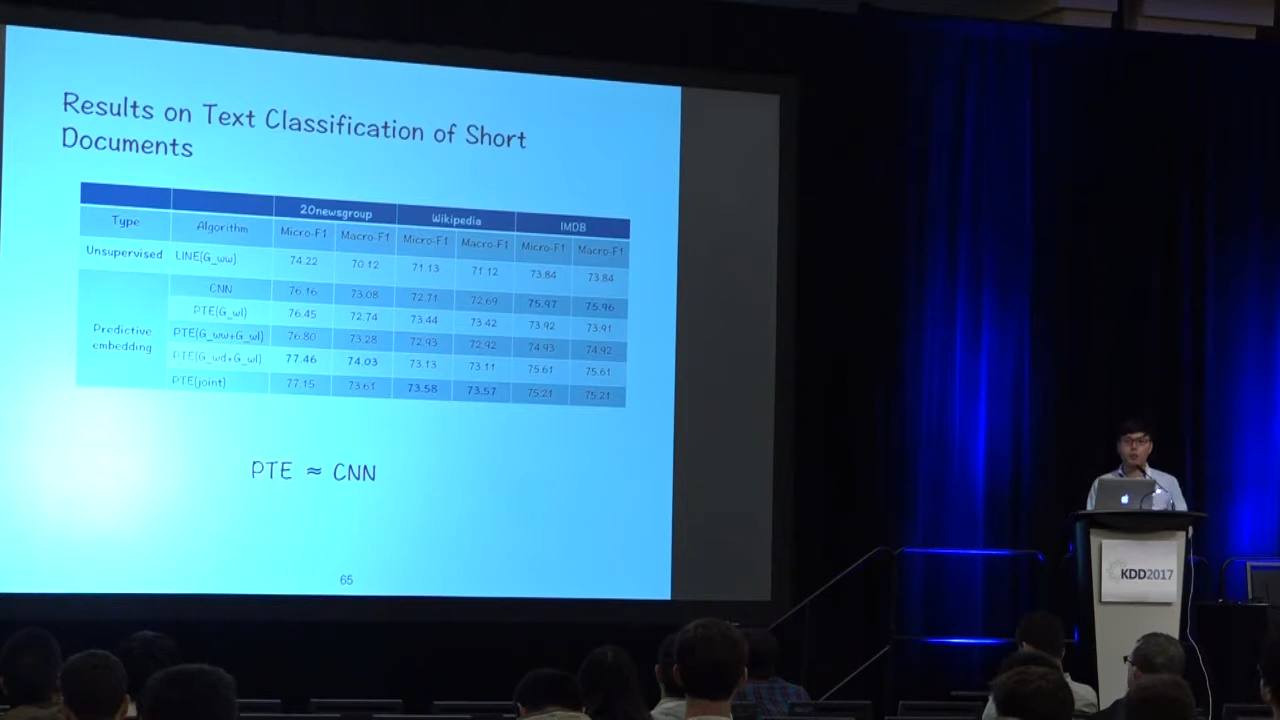 Results on Text Classification of Short
Documents
20newsgroup Wikipedia IMDB
Type Algorithm Micro-F1 Macro-F1 Micro-F1 Macro-F1 Micro-F1 Macro-F1
Unsupervised LINE(G_ww) 74.22 70.12 71.13 71.12 73.84 73.84
CNN 76.16 73.08 72.71 72.69 75.97 75.96
PTE(G_wl) 76.45 72.74 73.44 73.42 73.92 73.91
Predictive embedding
PTE(G_ww+G_wl) 76.80 73.28 72.93 72.92 74.93 74.92
PTE(G_wd+G_wl) 77.46 74.03 73.13 73.11 75.61 75.61
PTE(joint) 77.15 73.61 73.58 73.57 75.21 75.21
PTE ≈ CNN
65
KDD2017